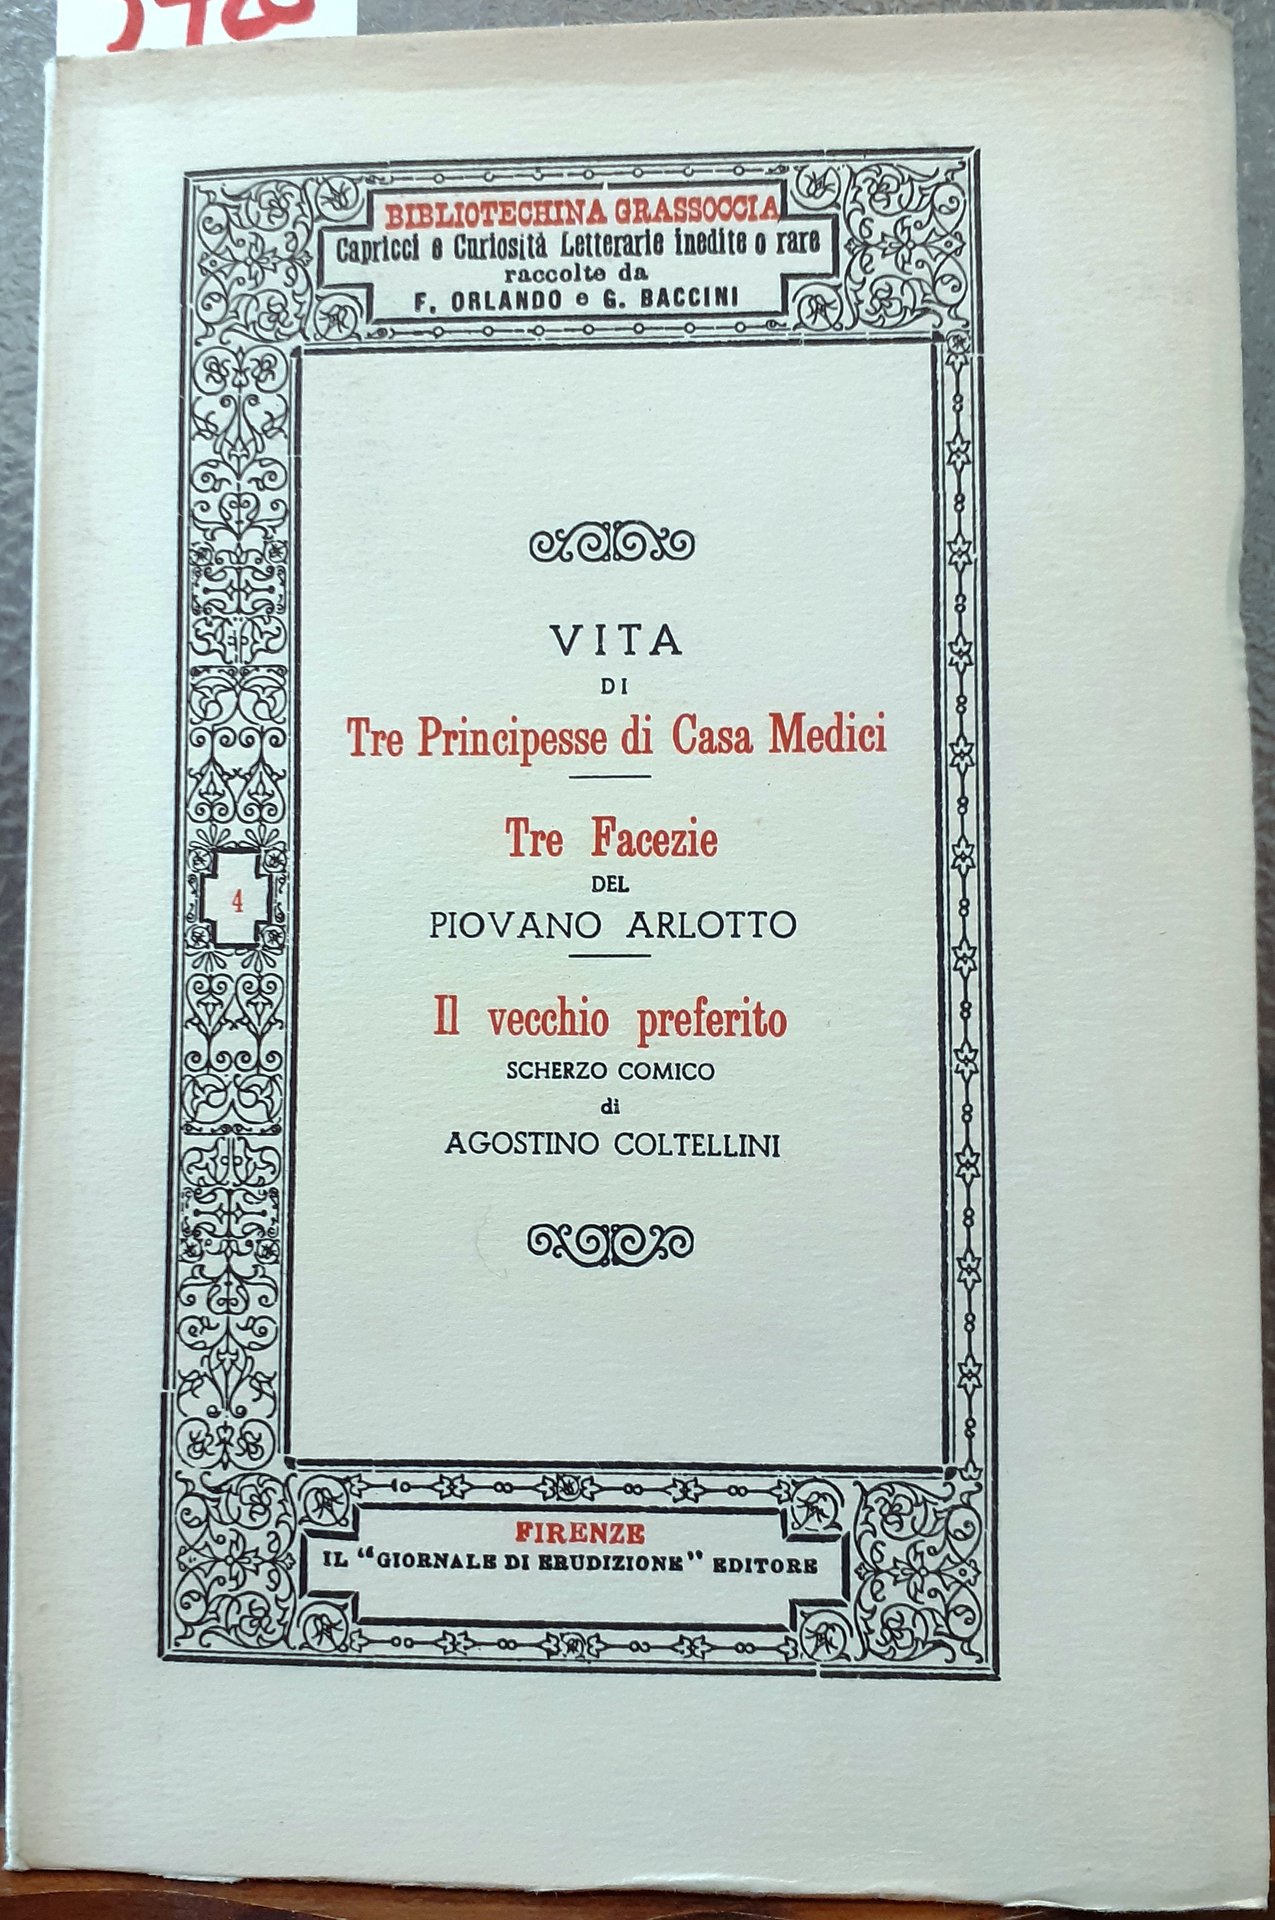 BIBLIOTECHINA GRASSOCCIA
Capricci e Curiosità Letterarie inedite o rare
raccolte da
F. ORLANDO e G. BACCINI
VITA
DI
Tre Principesse di Casa Medici
Tre Facezie
DEL
PIOVANO ARLOTTO
4
Il vecchio preferito
SCHERZO COMICO
di
AGOSTINO COLTELLINI
FIRENZE
IL "GIORNALE DI ERUDIZIONE" EDITORE